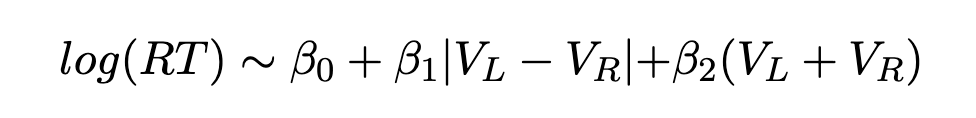 log(RT) ∼ β₀ + β₁|V_L − V_R|+β₂(V_L + V_R)